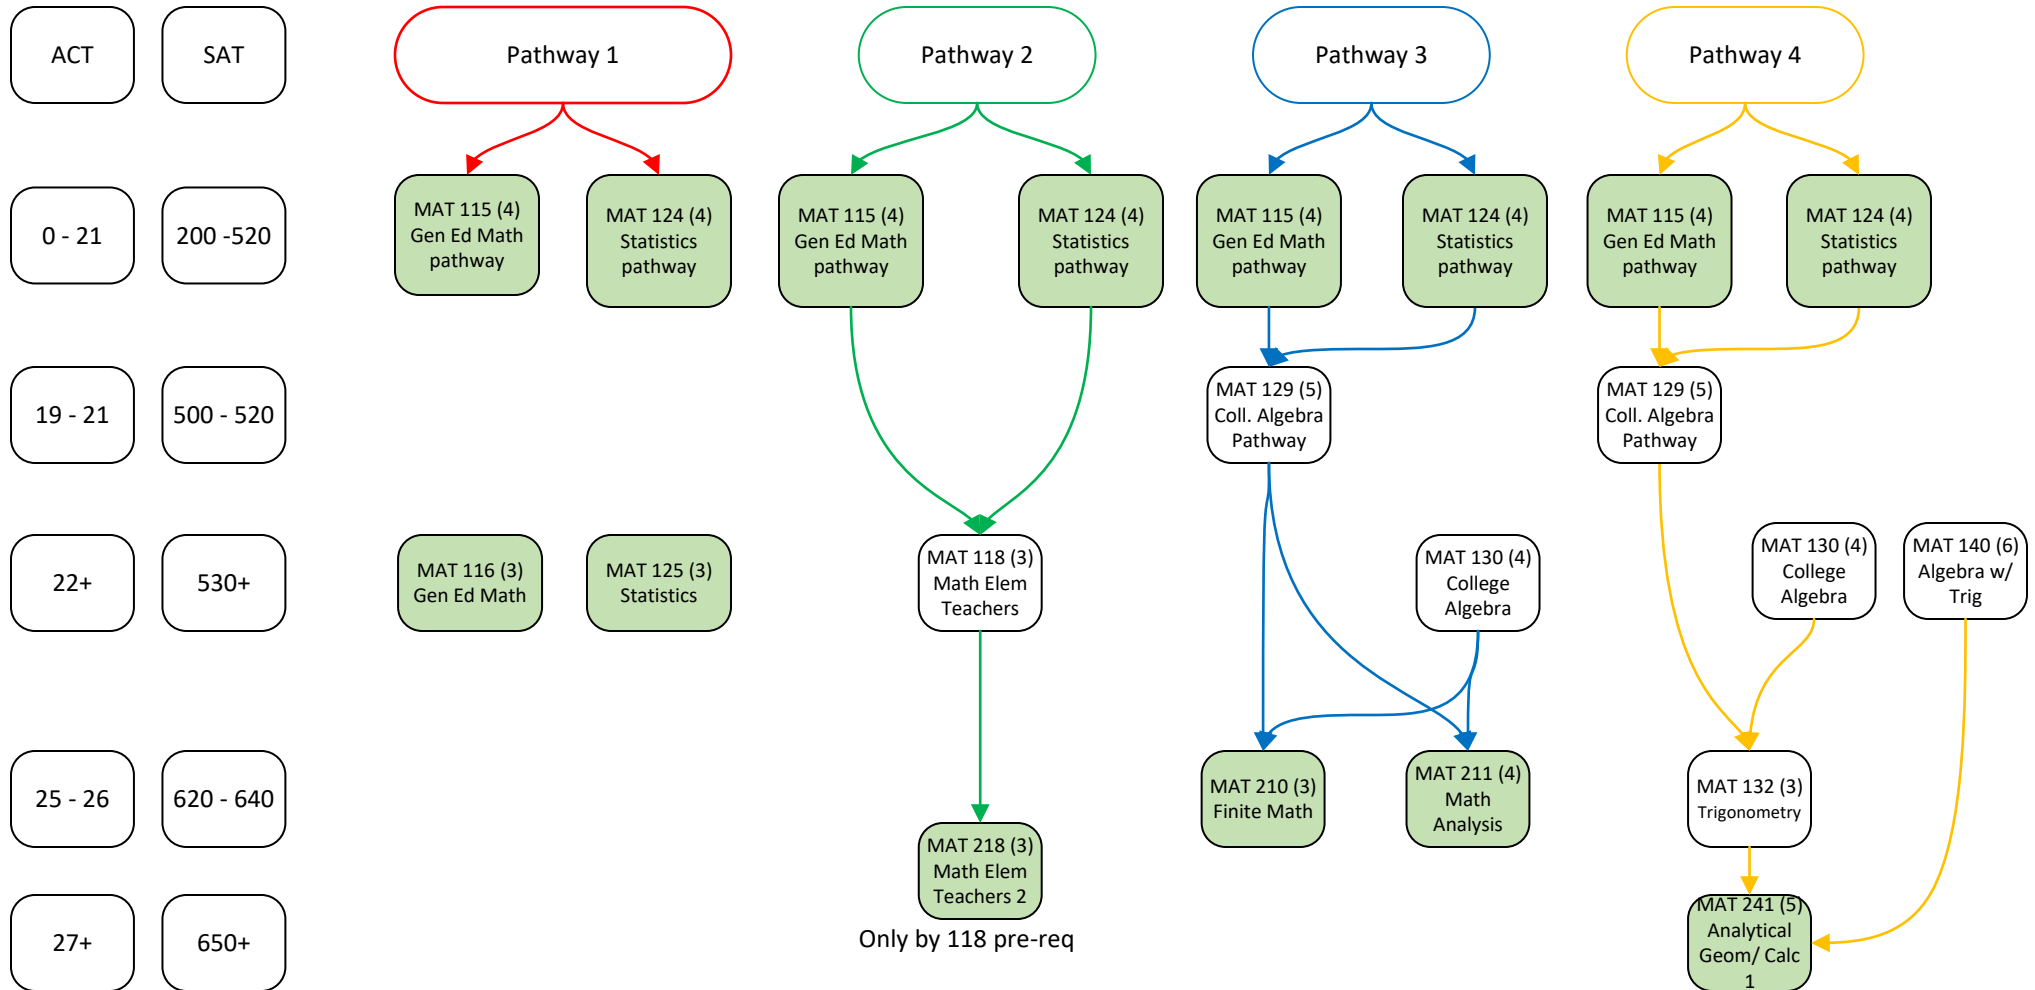 ACT
SAT
Pathway 1
Pathway 2
Pathway 3
Pathway 4
0 - 21
200 -520
MAT 115 (4)
Gen Ed Math
pathway
MAT 124 (4)
Statistics
pathway
MAT 115 (4)
Gen Ed Math
pathway
MAT 124 (4)
Statistics
pathway
MAT 115 (4)
Gen Ed Math
pathway
MAT 124 (4)
Statistics
pathway
MAT 115 (4)
Gen Ed Math
pathway
MAT 124 (4)
Statistics
pathway
19 - 21
500 - 520
MAT 129 (5)
Coll. Algebra
Pathway
MAT 129 (5)
Coll. Algebra
Pathway
22+
530+
MAT 116 (3)
Gen Ed Math
MAT 125 (3)
Statistics
MAT 118 (3)
Math Elem
Teachers
MAT 130 (4)
College
Algebra
MAT 130 (4)
College
Algebra
MAT 140 (6)
Algebra w/
Trig
25 - 26
620 - 640
MAT 210 (3)
Finite Math
MAT 211 (4)
Math
Analysis
MAT 132 (3)
Trigonometry
MAT 218 (3)
Math Elem
Teachers 2
Only by 118 pre-req
27+
650+
MAT 241 (5)
Analytical
Geom/ Calc
1